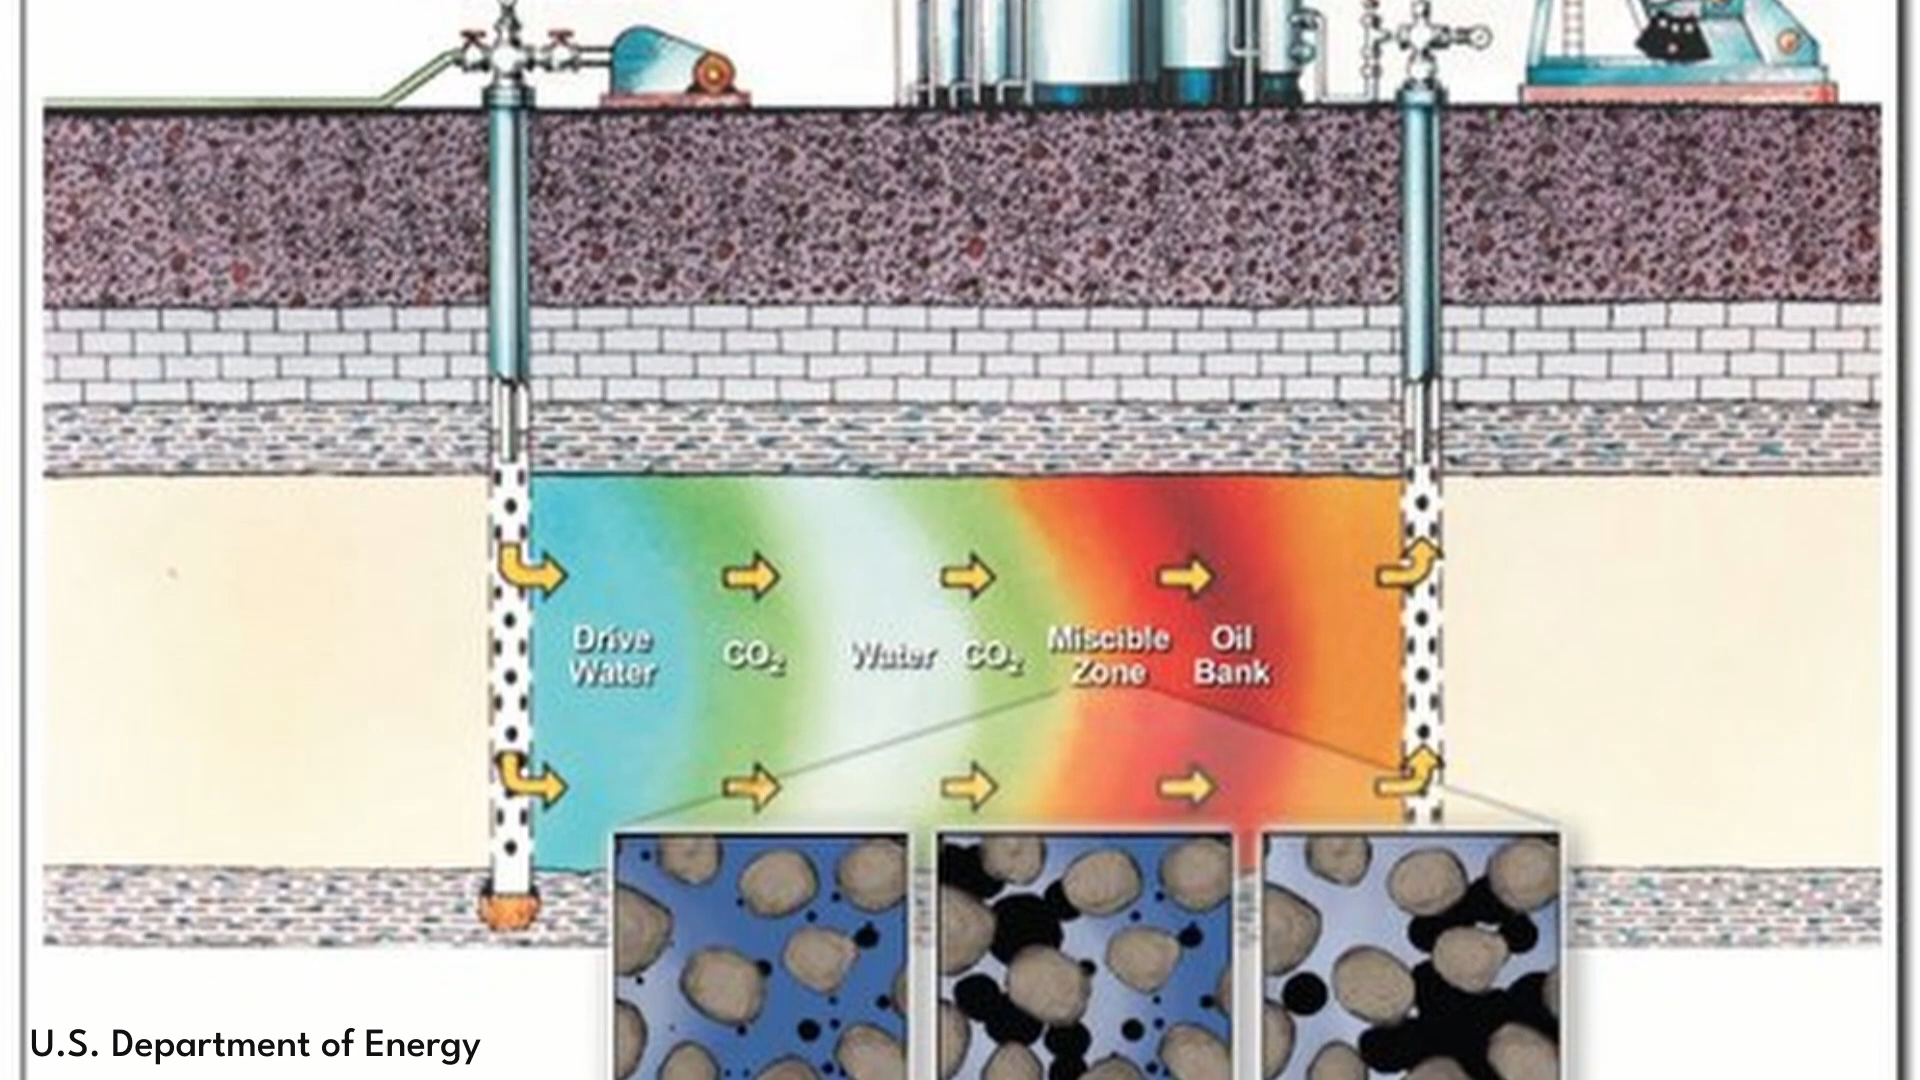 Drive
Water
CO₂
Water
CO₂
Miscible
Zone
Oil
Bank
U.S. Department of Energy